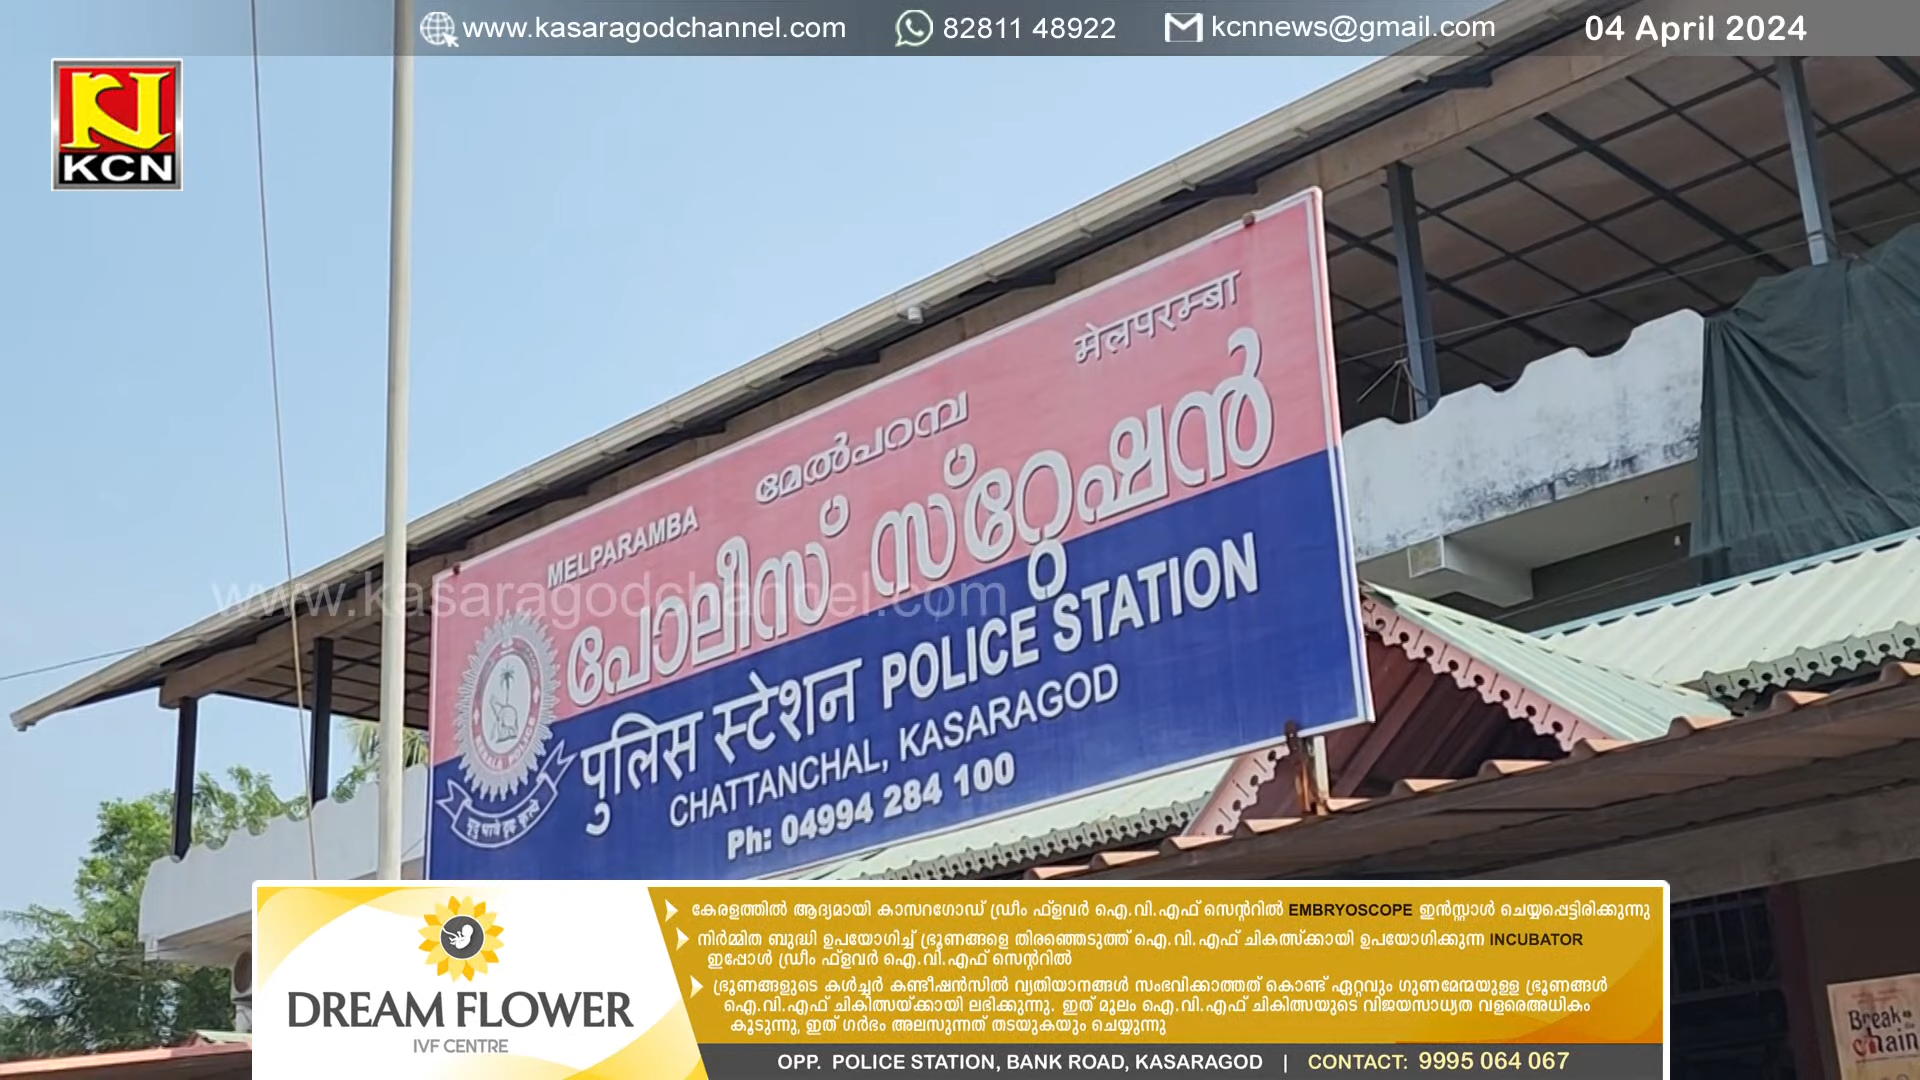 www.kasaragodchannel.com 82811 48922 kcnnews@gmail.com 04 April 2024
KCN
मेलपरम्बा
മേൽപറമ്പ
MELPARAMBA
പോലീസ് സ്റ്റേഷൻ
www.kasaragodchannel.com
पुलिस स्टेशन POLICE STATION
CHATTANCHAL, KASARAGOD
Ph: 04994 284 100
KERALA POLICE
मृदु भावे दृढ कृत्ये
കേരളത്തിൽ ആദ്യമായി കാസറഗോഡ് ഡ്രീം ഫ്ളവർ ഐ.വി.എഫ് സെന്ററിൽ EMBRYOSCOPE ഇൻസ്റ്റാൾ ചെയ്യപ്പെട്ടിരിക്കുന്നു
നിർമ്മിത ബുദ്ധി ഉപയോഗിച്ച് ഭ്രൂണങ്ങളെ തിരഞ്ഞെടുത്ത് ഐ.വി.എഫ് ചികത്സ്ക്കായി ഉപയോഗിക്കുന്ന INCUBATOR
ഇപ്പോൾ ഡ്രീം ഫ്ളവർ ഐ.വി.എഫ് സെന്ററിൽ
ഭ്രൂണങ്ങളുടെ കൾച്ചർ കണ്ടീഷൻസിൽ വ്യതിയാനങ്ങൾ സംഭവിക്കാത്തത് കൊണ്ട് ഏറ്റവും ഗുണമേന്മയുള്ള ഭ്രൂണങ്ങൾ
ഐ.വി.എഫ് ചികിത്സയ്ക്കായി ലഭിക്കുന്നു. ഇത് മൂലം ഐ.വി.എഫ് ചികിത്സയുടെ വിജയസാധ്യത വളരെഅധികം
കൂടുന്നു, ഇത് ഗർഭം അലസുന്നത് തടയുകയും ചെയ്യുന്നു
DREAM FLOWER
IVF CENTRE
OPP. POLICE STATION, BANK ROAD, KASARAGOD | CONTACT: 9995 064 067
Break
chain